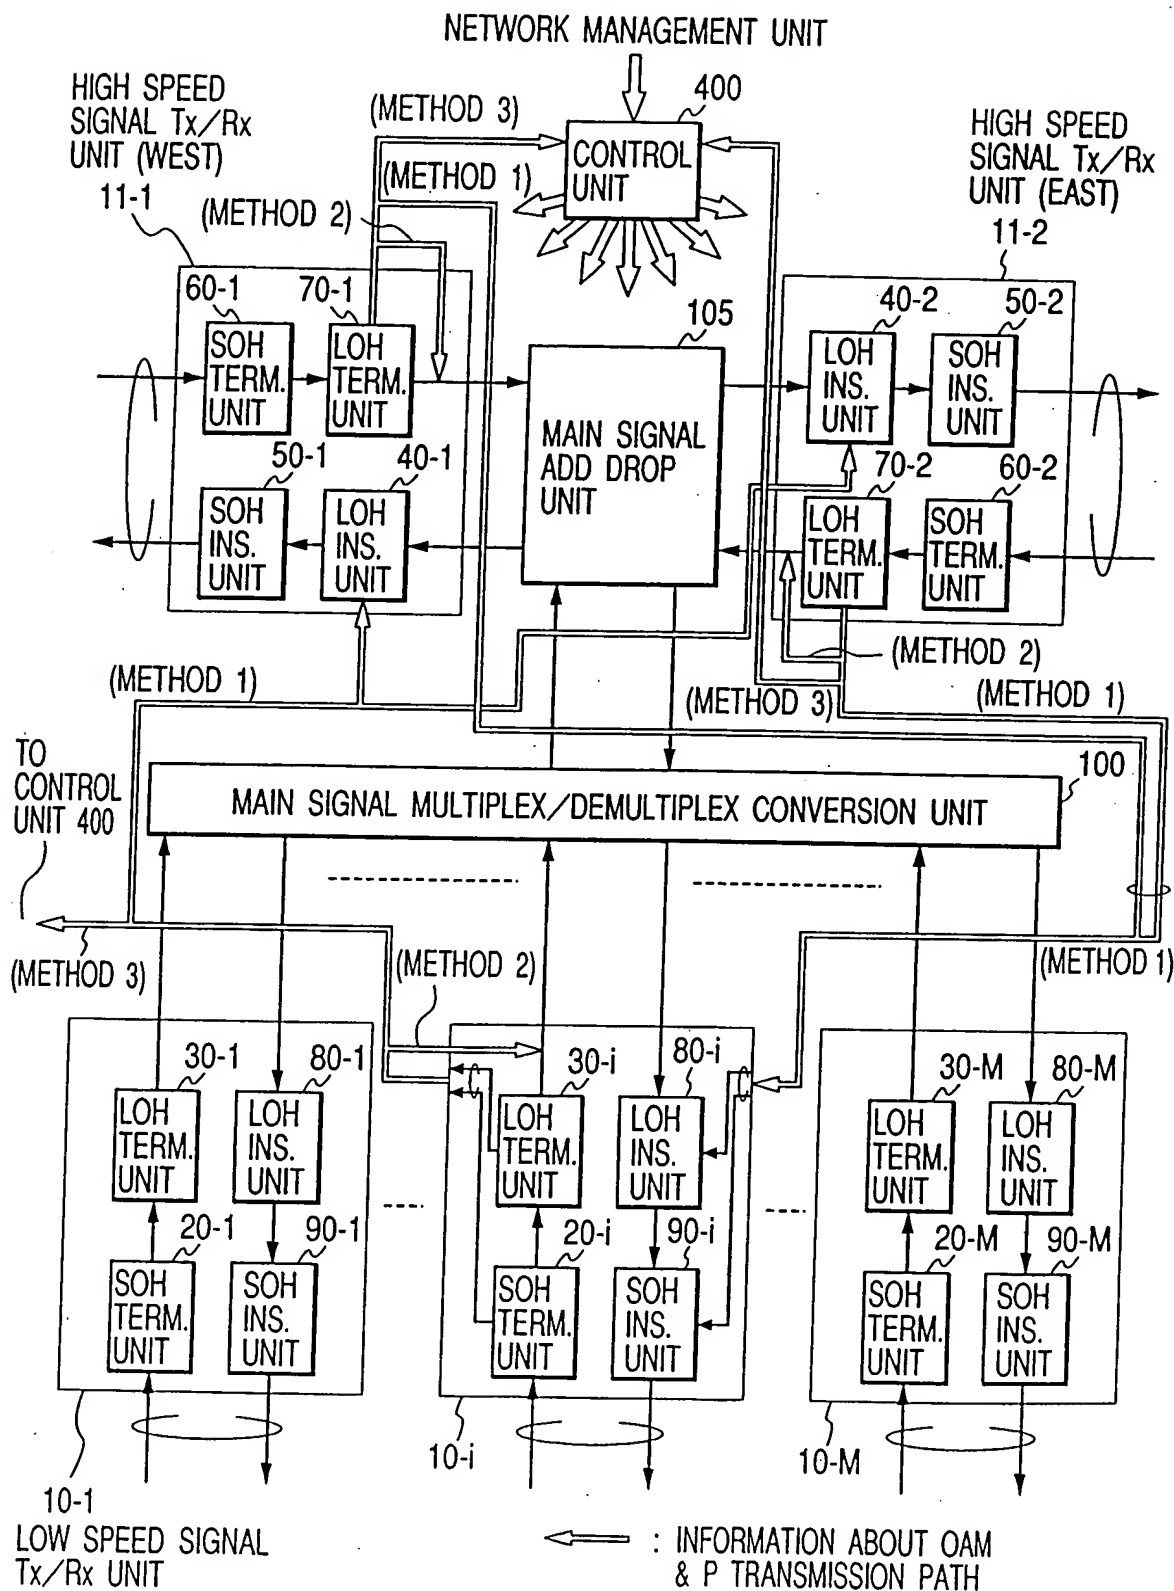 NETWORK MANAGEMENT UNIT
HIGH SPEED
SIGNAL Tx/Rx
UNIT (WEST)
11-1
(METHOD 3)
(METHOD 1)
(METHOD 2)
400
CONTROL
UNIT
HIGH SPEED
SIGNAL Tx/Rx
UNIT (EAST)
11-2
60-1
SOH
TERM.
UNIT
70-1
LOH
TERM.
UNIT
105
MAIN SIGNAL
ADD DROP
UNIT
40-2
LOH
INS.
UNIT
50-2
SOH
INS.
UNIT
50-1
SOH
INS.
UNIT
40-1
LOH
INS.
UNIT
70-2
LOH
TERM.
UNIT
60-2
SOH
TERM.
UNIT
(METHOD 1)
(METHOD 2)
(METHOD 3)
(METHOD 1)
TO
CONTROL
UNIT 400
100
MAIN SIGNAL MULTIPLEX/DEMULTIPLEX CONVERSION UNIT
(METHOD 3)
(METHOD 2)
(METHOD 1)
30-1
LOH
TERM.
UNIT
80-1
LOH
INS.
UNIT
20-1
SOH
TERM.
UNIT
90-1
SOH
INS.
UNIT
30-i
LOH
TERM.
UNIT
80-i
LOH
INS.
UNIT
20-i
SOH
TERM.
UNIT
90-i
SOH
INS.
UNIT
30-M
LOH
TERM.
UNIT
80-M
LOH
INS.
UNIT
20-M
SOH
TERM.
UNIT
90-M
SOH
INS.
UNIT
10-1
LOW SPEED SIGNAL
Tx/Rx UNIT
10-i
10-M
: INFORMATION ABOUT OAM
& P TRANSMISSION PATH